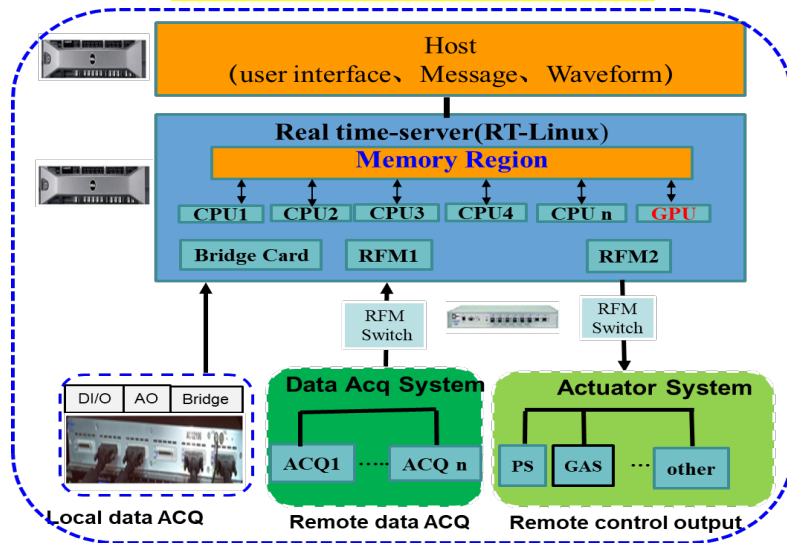 Host
(user interface、Message、Waveform)
Real time-server(RT-Linux)
Memory Region
CPU1 CPU2 CPU3 CPU4 CPU n GPU
Bridge Card RFM1 RFM2
RFM
Switch
RFM
Switch
DI/O AO Bridge
Data Acq System
ACQ1 ..... ACQ n
Actuator System
PS GAS ... other
Local data ACQ
Remote data ACQ
Remote control output